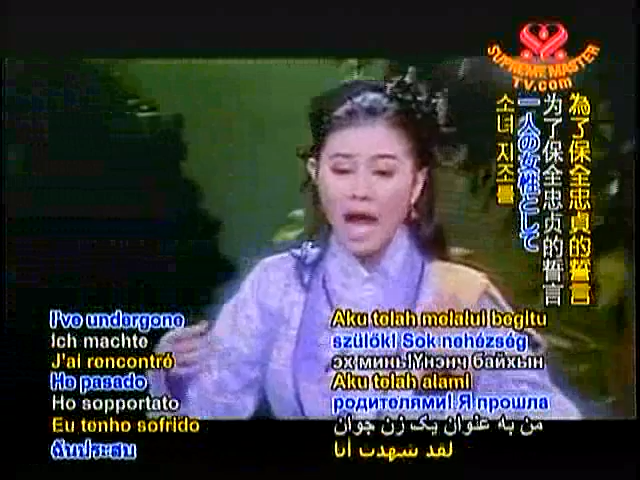 SUPREME MASTER
TV.com
為了保全忠貞的誓言
为了保全忠贞的誓言
一人の女性として
소녀 지조를
I've undergone
Ich machte
J'ai rencontré
He pasado
Ho sopportato
Eu tenho sofrido
ฉันประสบ
Aku telah melalui begitu
szülők! Sok nehézség
эх минь! Үнэнч байхын
Aku telah alami
родителями! Я прошла
من به عنوان یک زن جوان
لقد شهدت أنا